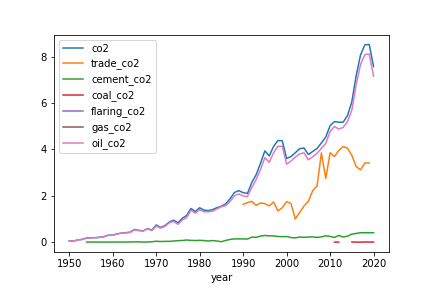 co2
trade_co2
cement_co2
coal_co2
flaring_co2
gas_co2
oil_co2
8
6
4
2
0
1950 1960 1970 1980 1990 2000 2010 2020
year